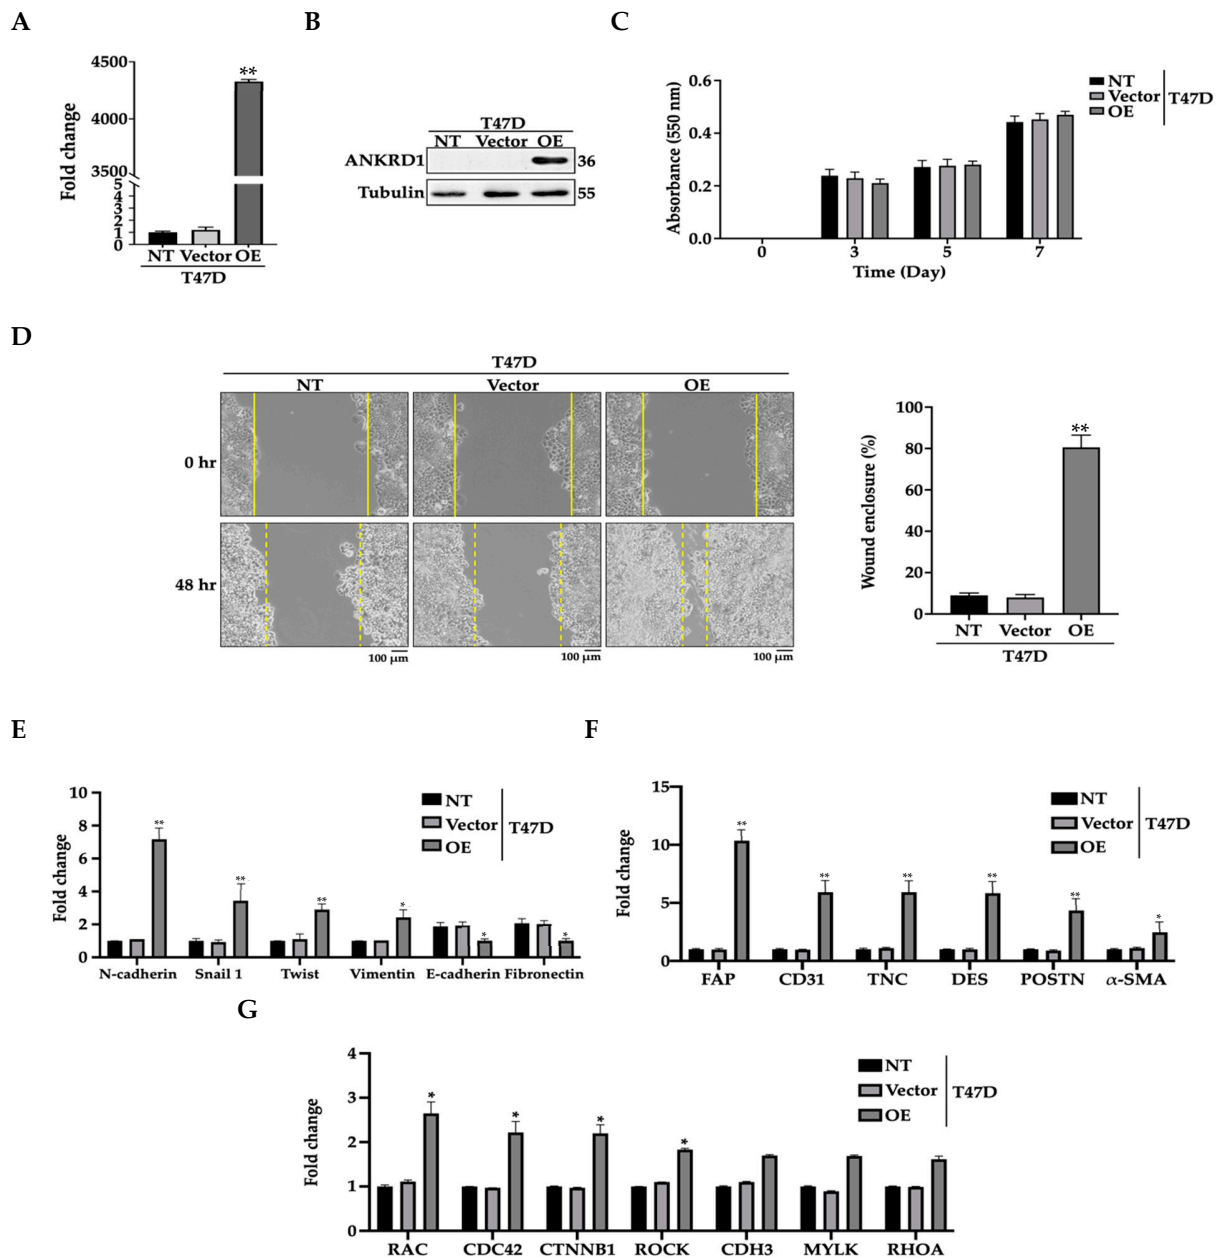 A
B
C
Fold change
4500
4000
3500
5
4
3
2
1
0
**
NT Vector OE
T47D
T47D
NT Vector OE
ANKRD1 36
Tubulin 55
Absorbance (550 nm)
0.6
0.4
0.2
0.0
0 3 5 7
Time (Day)
NT
Vector
OE
T47D
D
T47D
NT Vector OE
0 hr
48 hr
100 μm 100 μm 100 μm
Wound enclosure (%)
100
80
60
40
20
0
**
NT Vector OE
T47D
E
F
Fold change
10
8
6
4
2
0
** ** ** * * *
N-cadherin Snail 1 Twist Vimentin E-cadherin Fibronectin
NT
Vector
OE
T47D
Fold change
15
10
5
0
** ** ** ** ** *
FAP CD31 TNC DES POSTN α-SMA
NT
Vector
OE
T47D
G
Fold change
4
3
2
1
0
* * * *
RAC CDC42 CTNNB1 ROCK CDH3 MYLK RHOA
NT
Vector
OE
T47D